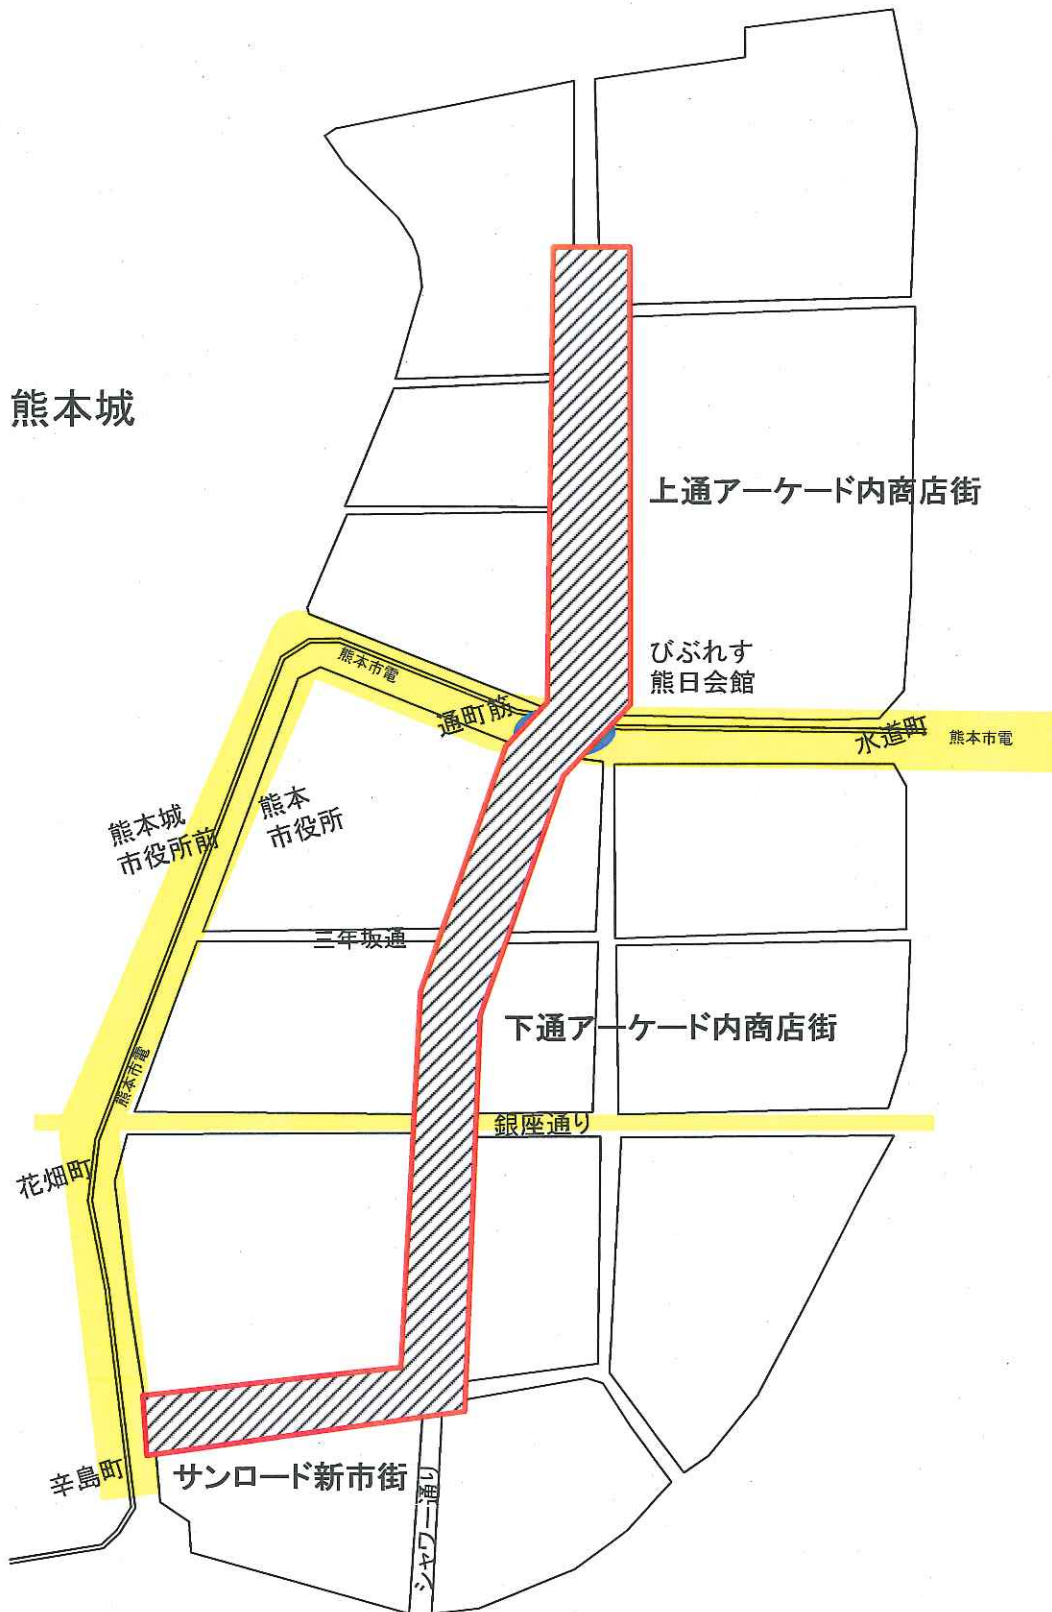 熊本城
上通アーケード内商店街
びぷれす
熊日会館
熊本市電
通町筋
水道町
熊本市電
熊本
市役所
熊本城
市役所前
三年坂通
下通アーケード内商店街
熊本市電
銀座通り
花畑町
辛島町
サンロード新市街
シャワー通り